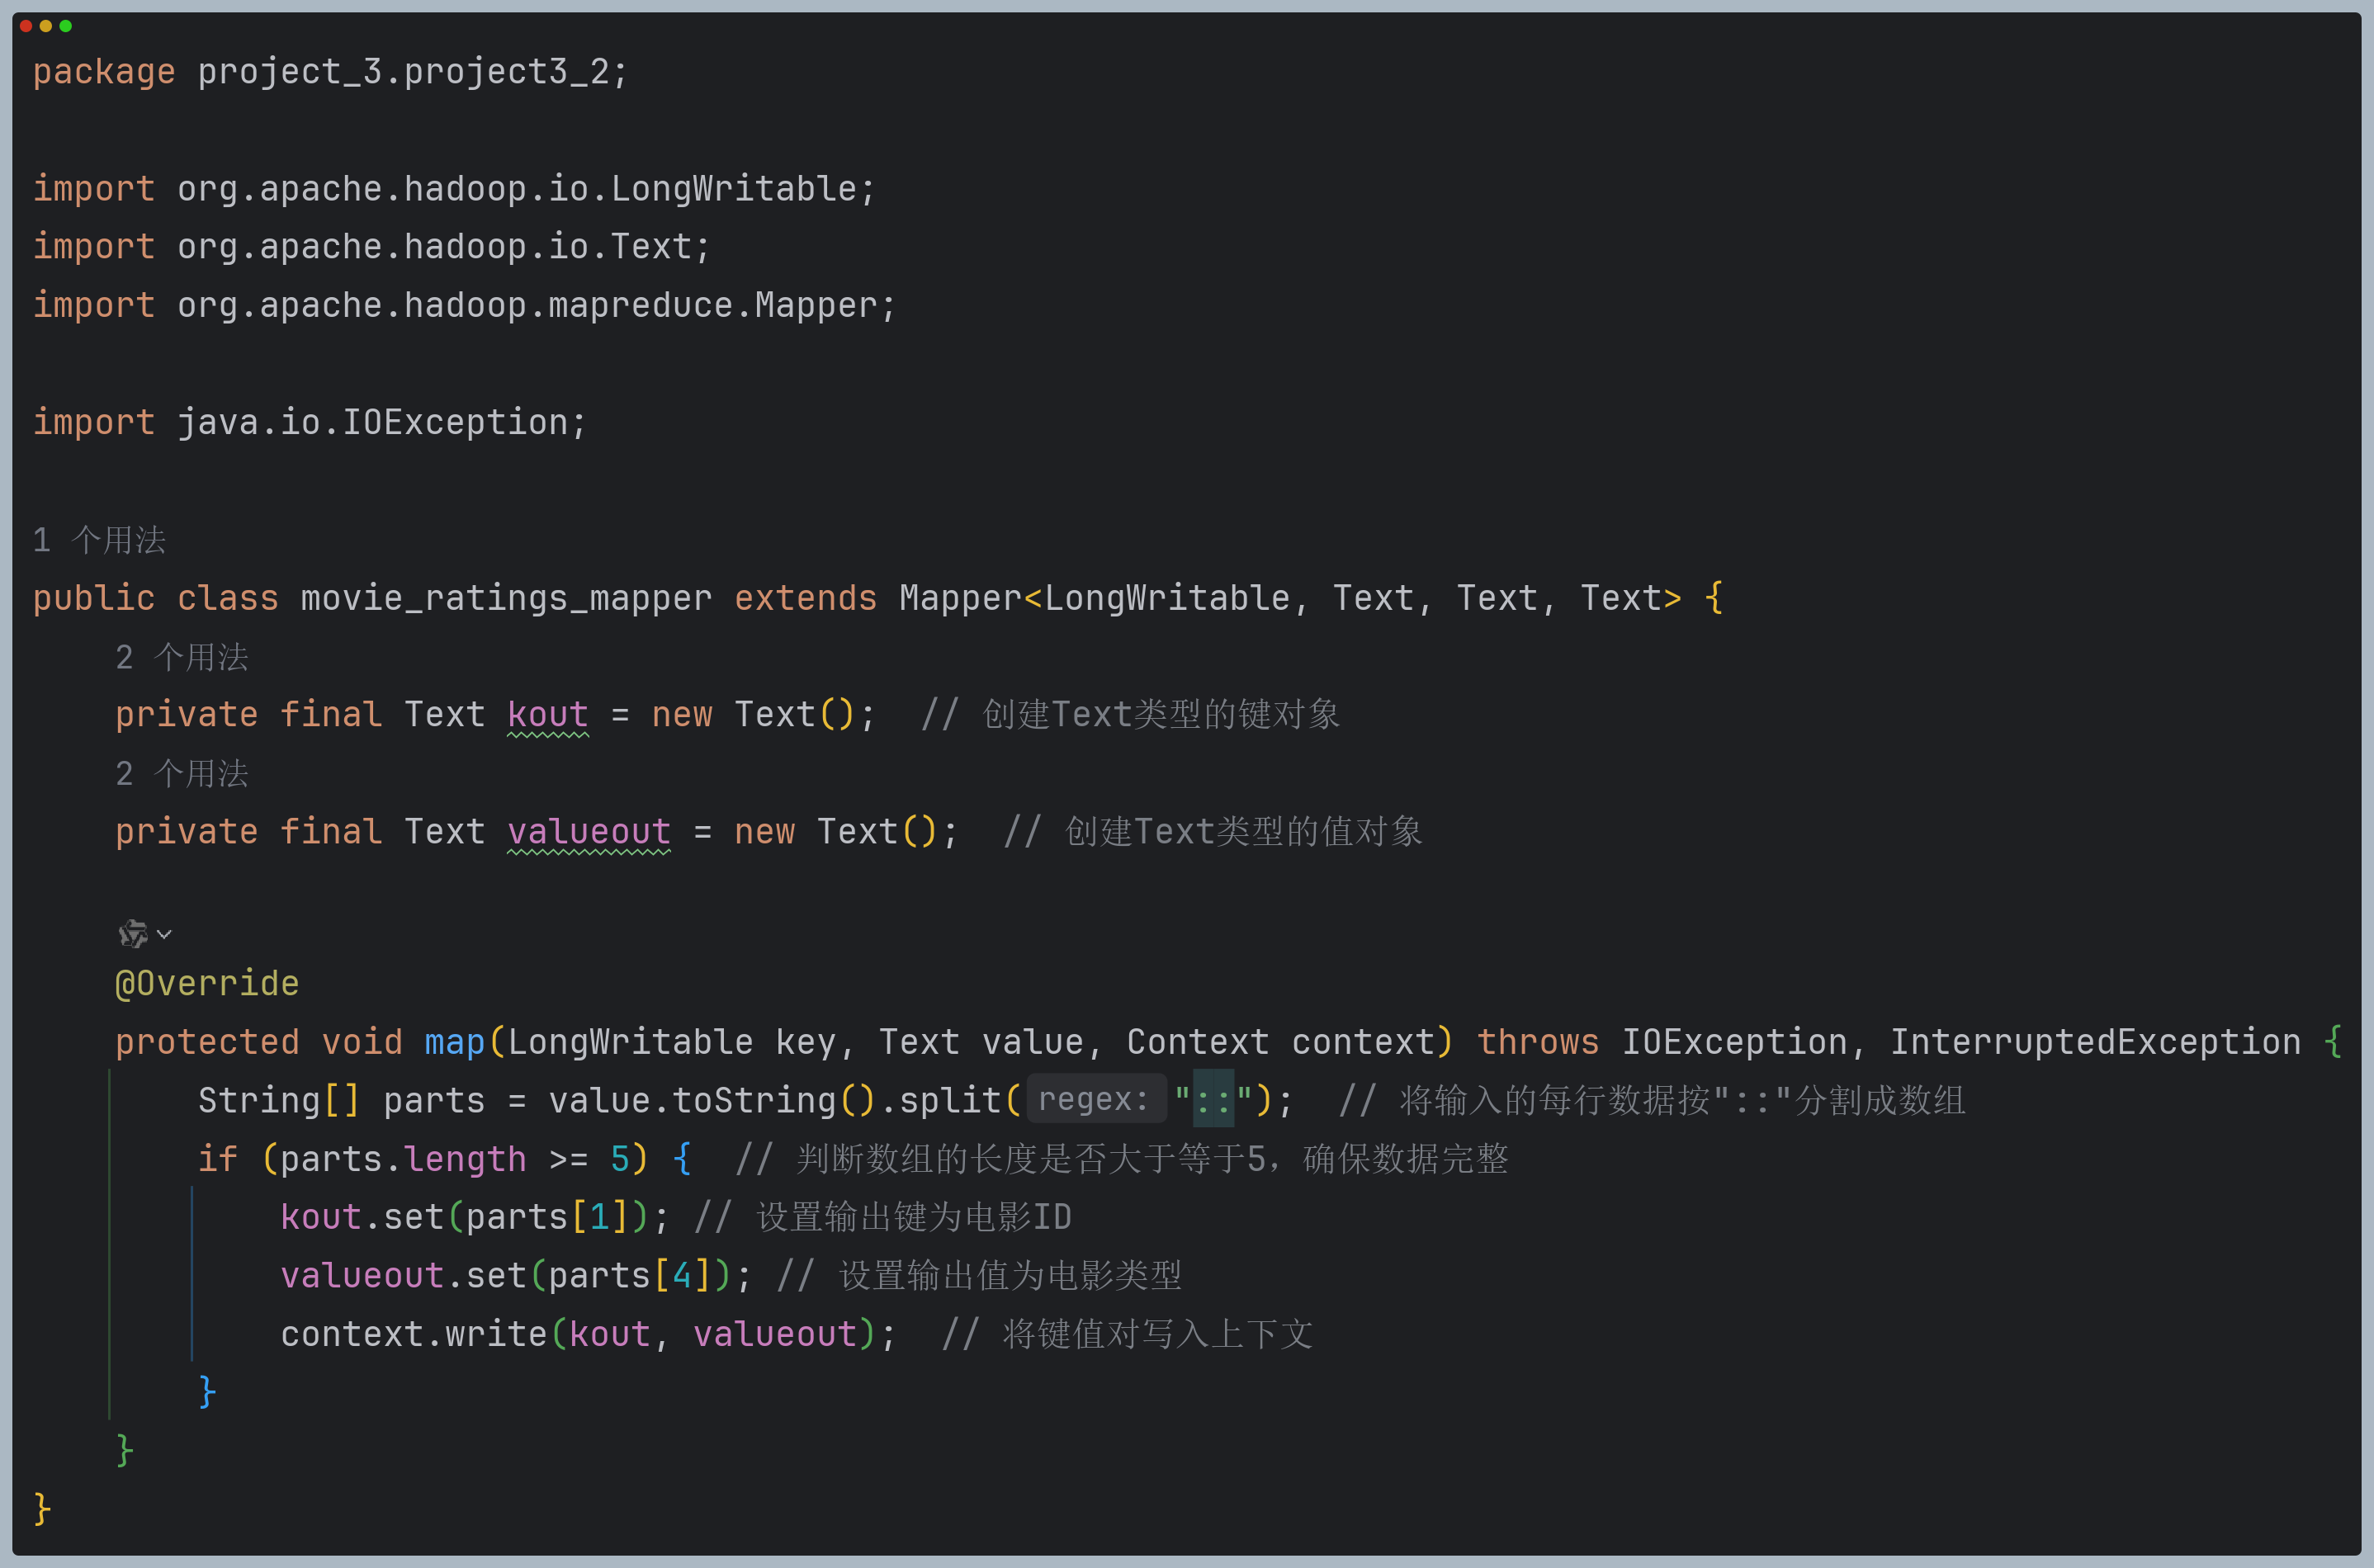 package project_3.project3_2;
import org.apache.hadoop.io.LongWritable;
import org.apache.hadoop.io.Text;
import org.apache.hadoop.mapreduce.Mapper;
import java.io.IOException;
1 个用法
public class movie_ratings_mapper extends Mapper<LongWritable, Text, Text, Text> {
2 个用法
private final Text kout = new Text();  // 创建Text类型的键对象
2 个用法
private final Text valueout = new Text();  // 创建Text类型的值对象
@Override
protected void map(LongWritable key, Text value, Context context) throws IOException, InterruptedException {
String[] parts = value.toString().split( regex: "::");  // 将输入的每行数据按"::"分割成数组
if (parts.length >= 5) {  // 判断数组的长度是否大于等于5，确保数据完整
kout.set(parts[1]); // 设置输出键为电影ID
valueout.set(parts[4]); // 设置输出值为电影类型
context.write(kout, valueout);  // 将键值对写入上下文
}
}
}